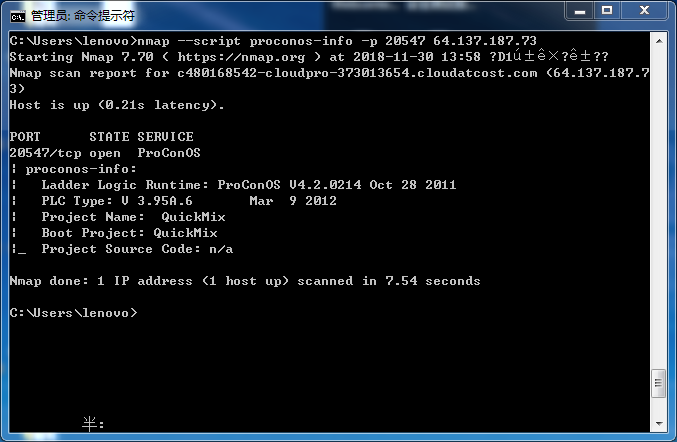 管理员: 命令提示符
C:\Users\lenovo>nmap --script proconos-info -p 20547 64.137.187.73
Starting Nmap 7.70 ( https://nmap.org ) at 2018-11-30 13:58 ?D1ú±ê×?ê±??
Nmap scan report for c480168542-cloudpro-373013654.cloudatcost.com (64.137.187.7
3)
Host is up (0.21s latency).
PORT      STATE SERVICE
20547/tcp open  ProConOS
| proconos-info:
|   Ladder Logic Runtime: ProConOS V4.2.0214 Oct 28 2011
|   PLC Type: V 3.95A.6       Mar  9 2012
|   Project Name:  QuickMix
|   Boot Project: QuickMix
|_  Project Source Code: n/a
Nmap done: 1 IP address (1 host up) scanned in 7.54 seconds
C:\Users\lenovo>
半: